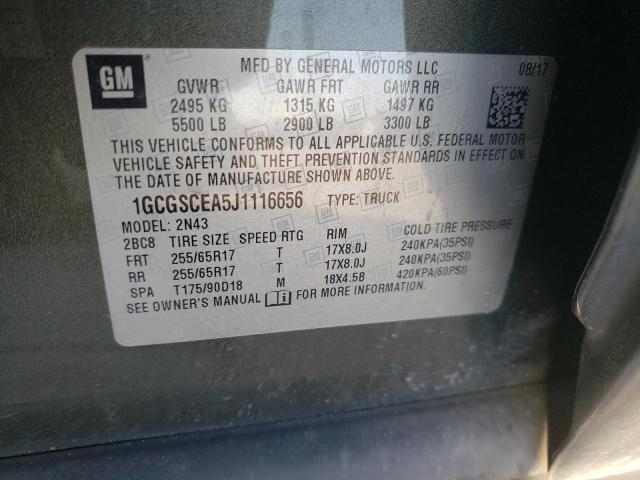 GM
MFD BY GENERAL MOTORS LLC 08/17
GVWR GAWR FRT GAWR RR
2495 KG 1315 KG 1497 KG
5500 LB 2900 LB 3300 LB
THIS VEHICLE CONFORMS TO ALL APPLICABLE U.S. FEDERAL MOTOR
VEHICLE SAFETY AND THEFT PREVENTION STANDARDS IN EFFECT ON
THE DATE OF MANUFACTURE SHOWN ABOVE.
1GCGSCEA5J1116656 TYPE: TRUCK
MODEL: 2N43
2BC8 TIRE SIZE SPEED RTG RIM COLD TIRE PRESSURE
FRT 255/65R17 T 17X8.0J 240KPA(35PSI)
RR 255/65R17 T 17X8.0J 240KPA(35PSI)
SPA T175/90D18 M 18X4.5B 420KPA(60PSI)
SEE OWNER'S MANUAL FOR MORE INFORMATION.